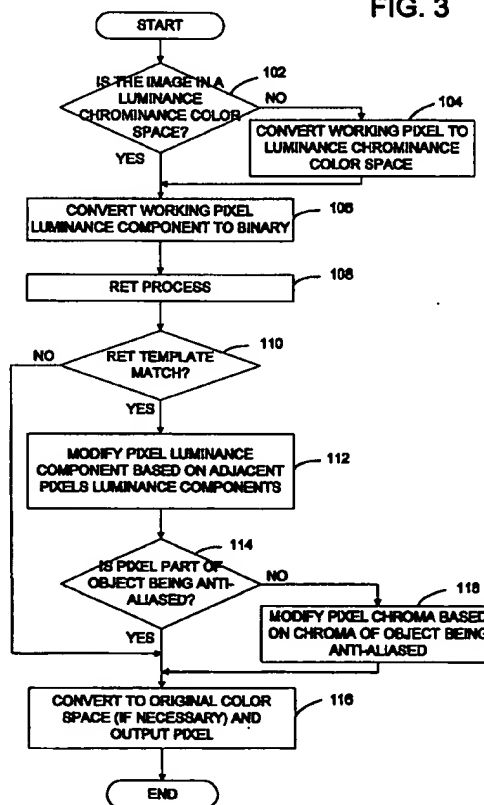 FIG. 3
START
102
IS THE IMAGE IN A
LUMINANCE
CHROMINANCE COLOR
SPACE?
NO
YES
104
CONVERT WORKING PIXEL TO
LUMINANCE CHROMINANCE
COLOR SPACE
106
CONVERT WORKING PIXEL
LUMINANCE COMPONENT TO BINARY
108
RET PROCESS
110
NO
RET TEMPLATE
MATCH?
YES
MODIFY PIXEL LUMINANCE
COMPONENT BASED ON ADJACENT
PIXELS LUMINANCE COMPONENTS
112
114
IS PIXEL PART OF
OBJECT BEING ANTI-
ALIASED?
NO
YES
118
MODIFY PIXEL CHROMA BASED
ON CHROMA OF OBJECT BEING
ANTI-ALIASED
116
CONVERT TO ORIGINAL COLOR
SPACE (IF NECESSARY) AND
OUTPUT PIXEL
END